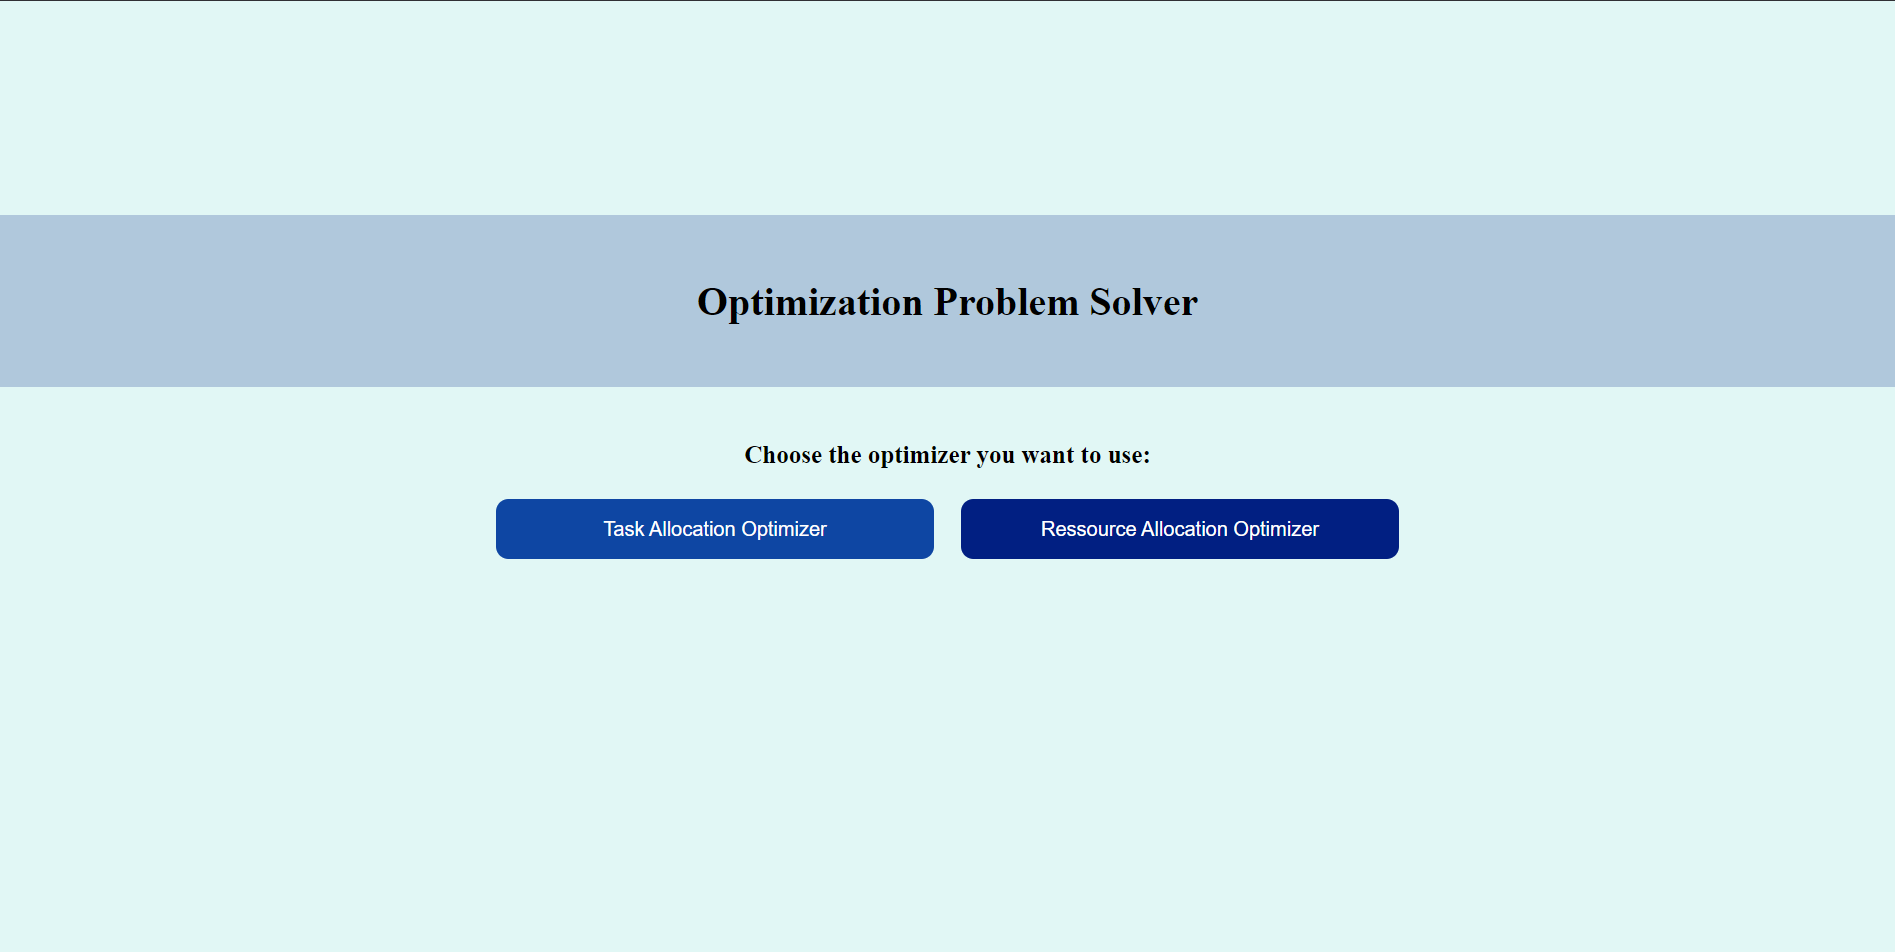 Optimization Problem Solver
Choose the optimizer you want to use:
Task Allocation Optimizer
Ressource Allocation Optimizer